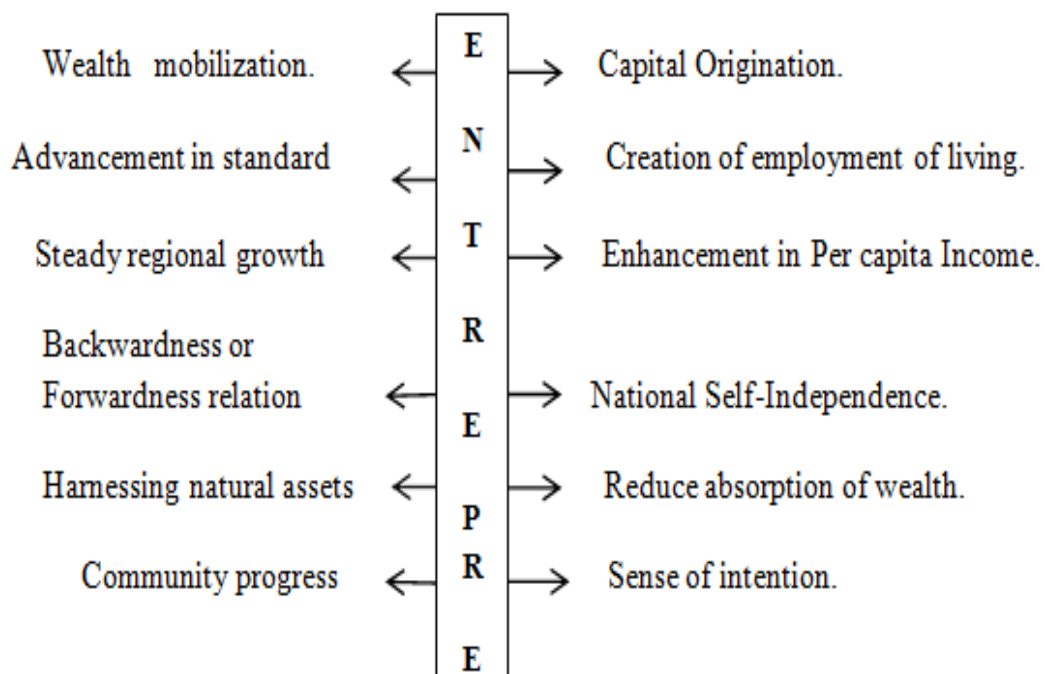 E
Wealth mobilization.
Capital Origination.
N
Advancement in standard
Creation of employment of living.
T
Steady regional growth
Enhancement in Per capita Income.
R
Backwardness or
Forwardness relation
National Self-Independence.
E
Harnessing natural assets
Reduce absorption of wealth.
P
R
Community progress
Sense of intention.
E